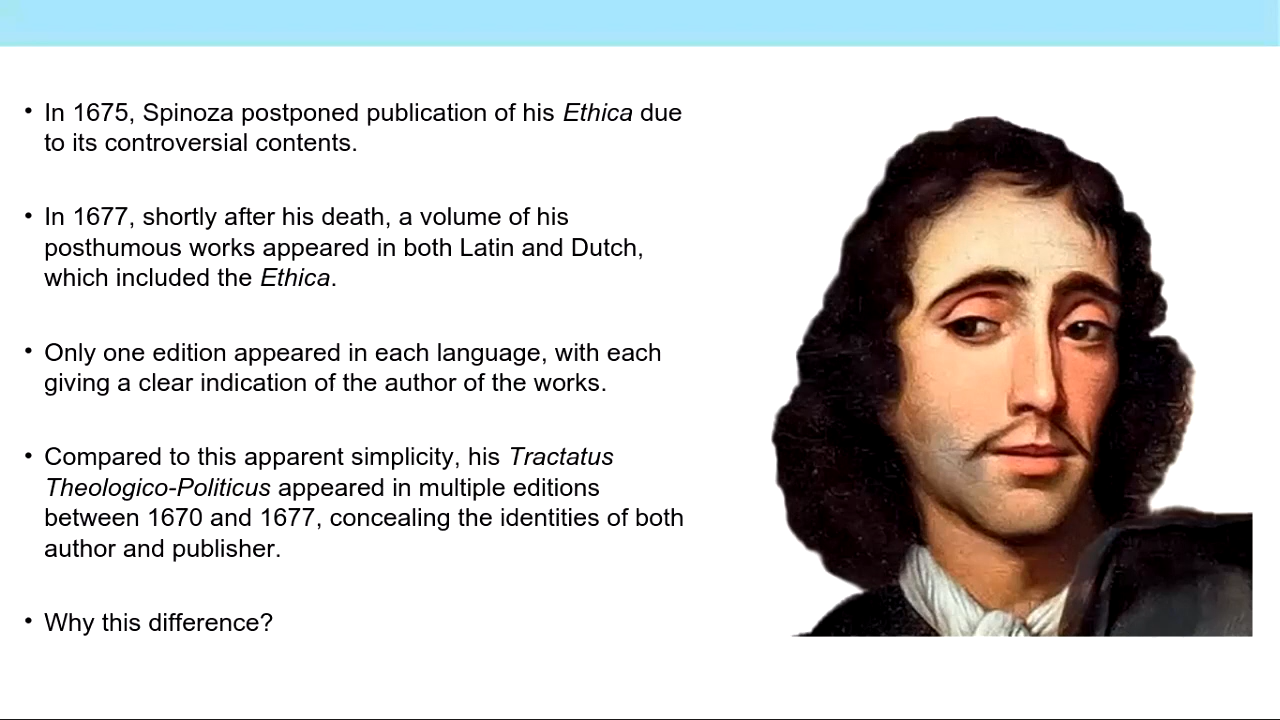 • In 1675, Spinoza postponed publication of his Ethica due
to its controversial contents.
• In 1677, shortly after his death, a volume of his
posthumous works appeared in both Latin and Dutch,
which included the Ethica.
• Only one edition appeared in each language, with each
giving a clear indication of the author of the works.
• Compared to this apparent simplicity, his Tractatus
Theologico-Politicus appeared in multiple editions
between 1670 and 1677, concealing the identities of both
author and publisher.
• Why this difference?